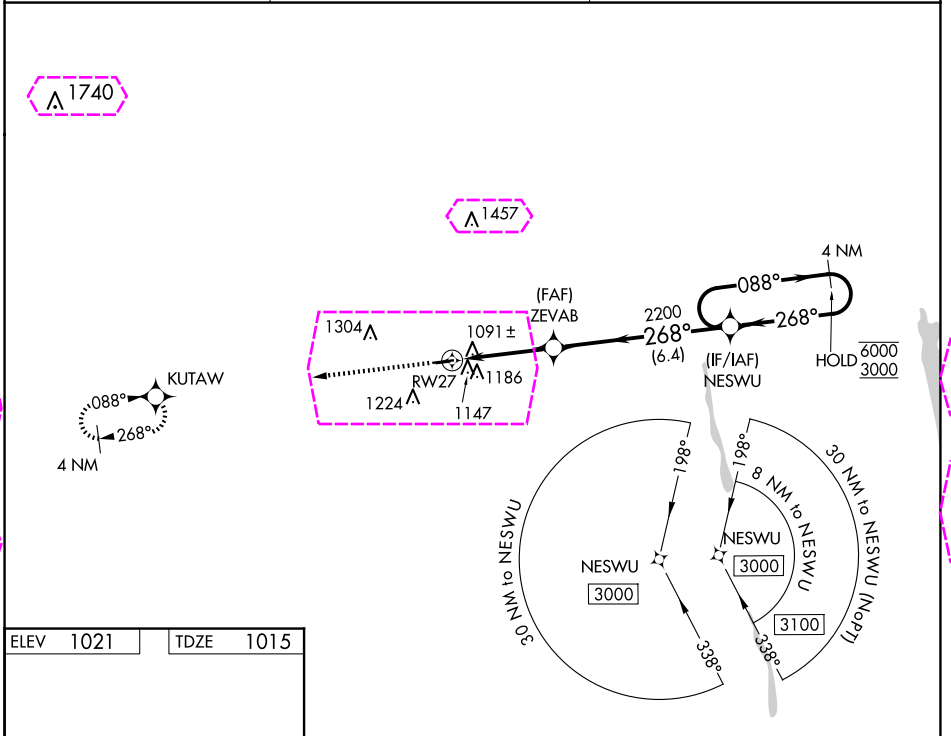 1740
1457
4 NM
088°
(FAF)
ZEVAB
2200
268°
(6.4)
268°
(IF/IAF)
NESWU
HOLD
6000
3000
1304
1091±
RW27
1186
1224
1147
KUTAW
088°
268°
4 NM
30 NM to NESWU
198°
NESWU
3000
338°
198°
8 NM to NESWU
30 NM to NESWU (NoPT)
NESWU
3000
3100
338°
ELEV 1021
TDZE 1015